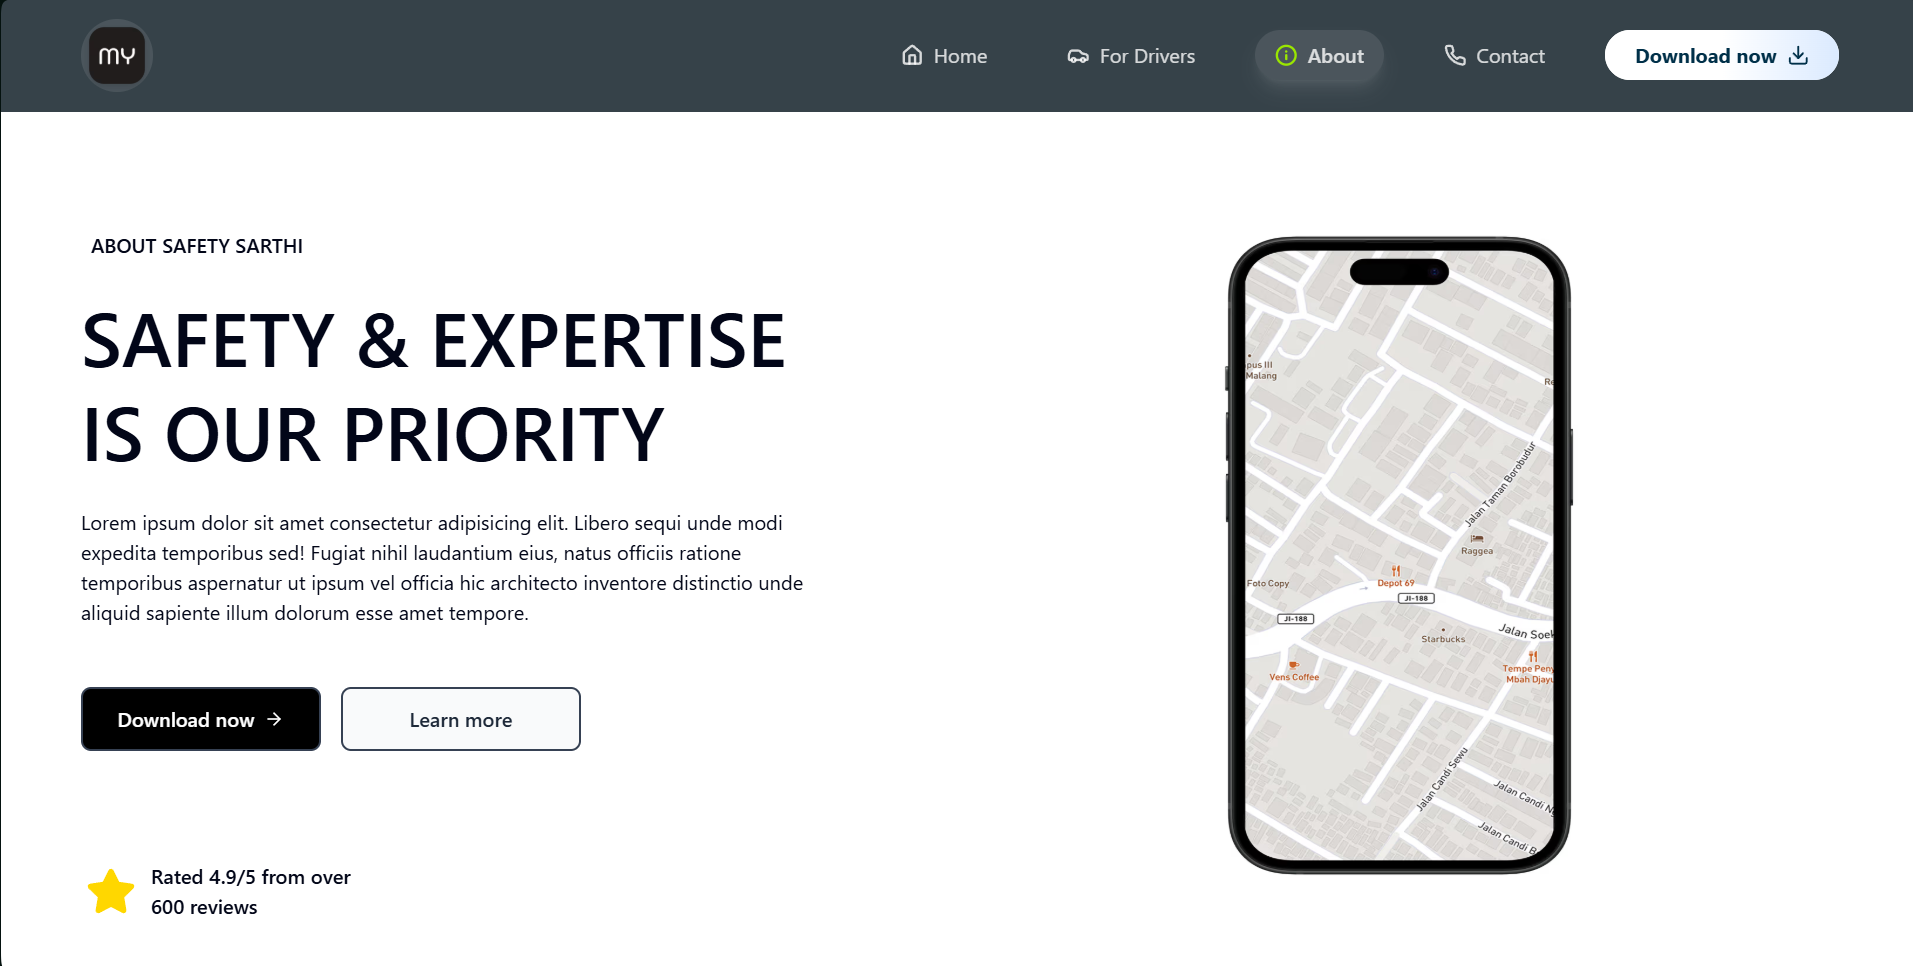 my
Home
For Drivers
About
Contact
Download now
ABOUT SAFETY SARTHI
SAFETY & EXPERTISE
IS OUR PRIORITY
Lorem ipsum dolor sit amet consectetur adipisicing elit. Libero sequi unde modi
expedita temporibus sed! Fugiat nihil laudantium eius, natus officiis ratione
temporibus aspernatur ut ipsum vel officia hic architecto inventore distinctio unde
aliquid sapiente illum dolorum esse amet tempore.
Download now
Learn more
Rated 4.9/5 from over
600 reviews
pus III
Malang
Re
Jalan Taman Borobudur
Raggea
Foto Copy
Depot 69
JI-188
JI-188
Starbucks
Jalan Soek
Vens Coffee
Tempe Peny
Mbah Djayu
Jalan Candi Sewu
Jalan Candi N
Jalan Candi B